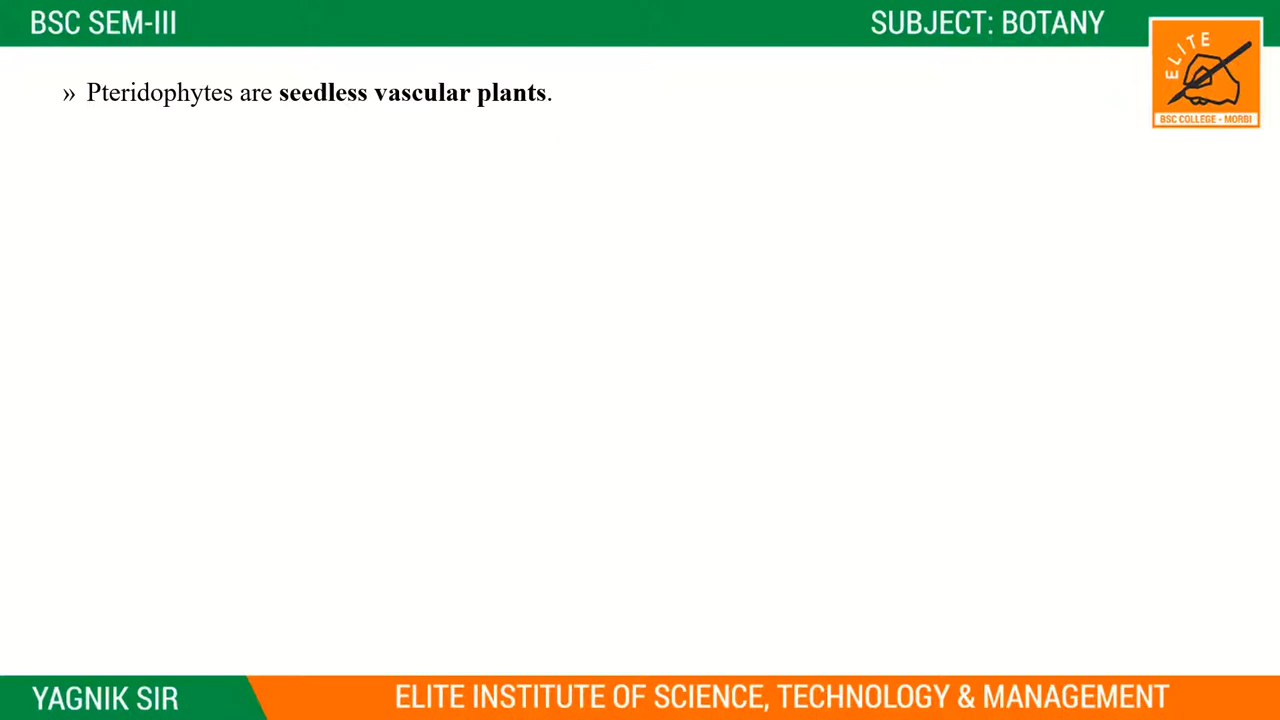 BSC SEM-III
SUBJECT: BOTANY
ELITE
BSC COLLEGE - MORBI
» Pteridophytes are seedless vascular plants.
YAGNIK SIR
ELITE INSTITUTE OF SCIENCE, TECHNOLOGY & MANAGEMENT